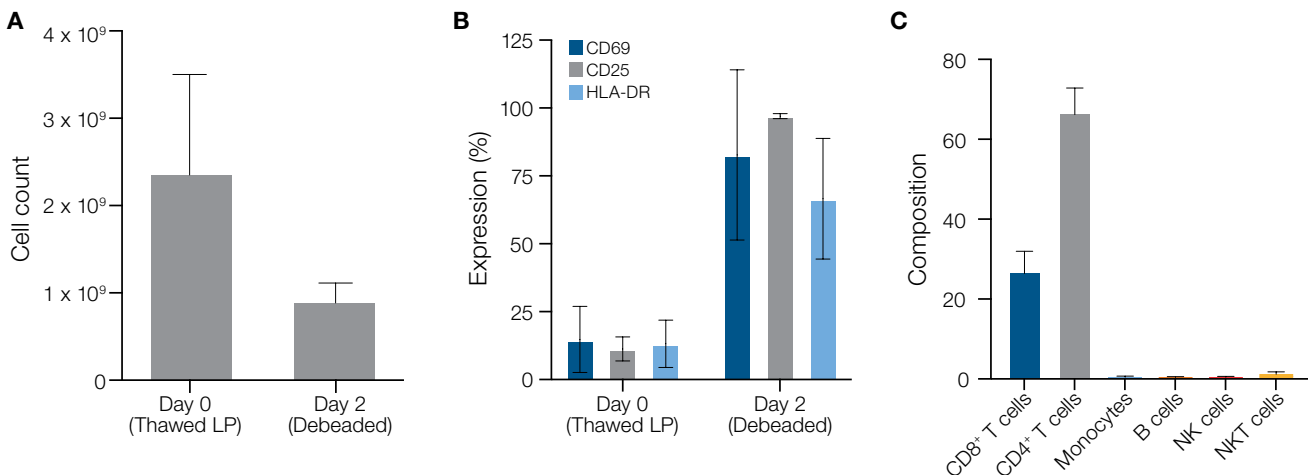 A
Cell count
4 x 10⁹
3 x 10⁹
2 x 10⁹
1 x 10⁹
0
Day 0
(Thawed LP)
Day 2
(Debeaded)
B
Expression (%)
125
100
75
50
25
0
CD69
CD25
HLA-DR
Day 0
(Thawed LP)
Day 2
(Debeaded)
C
Composition
80
60
40
20
0
CD8⁺ T cells
CD4⁺ T cells
Monocytes
B cells
NK cells
NKT cells